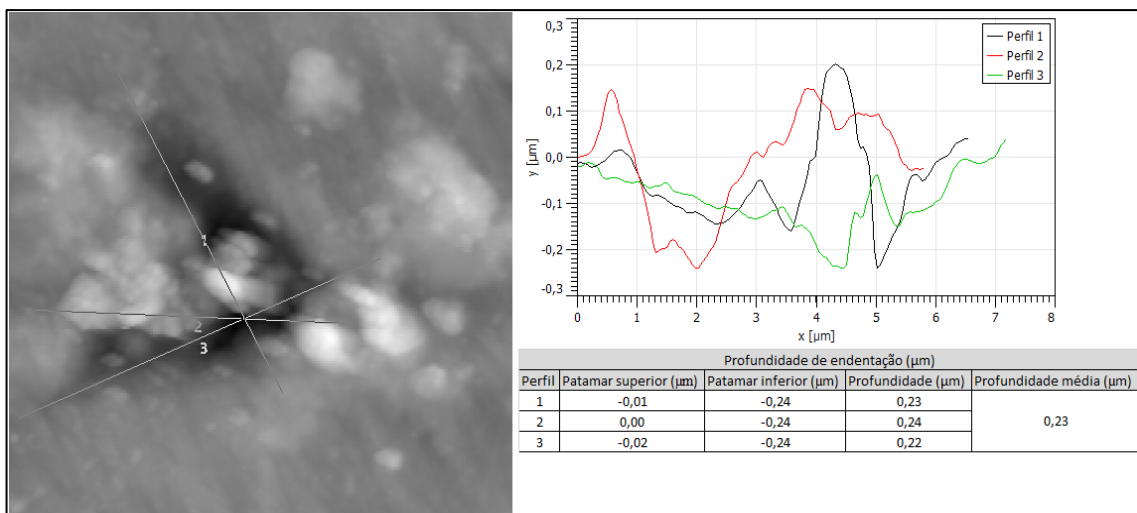 1
2
3
0,3
0,2
0,1
0,0
-0,1
-0,2
-0,3
y [µm]
Perfil 1
Perfil 2
Perfil 3
0 1 2 3 4 5 6 7 8
x [µm]
Profundidade de endentação (µm)
Perfil Patamar superior (µm) Patamar inferior (µm) Profundidade (µm) Profundidade média (µm)
1 -0,01 -0,24 0,23
2 0,00 -0,24 0,24 0,23
3 -0,02 -0,24 0,22